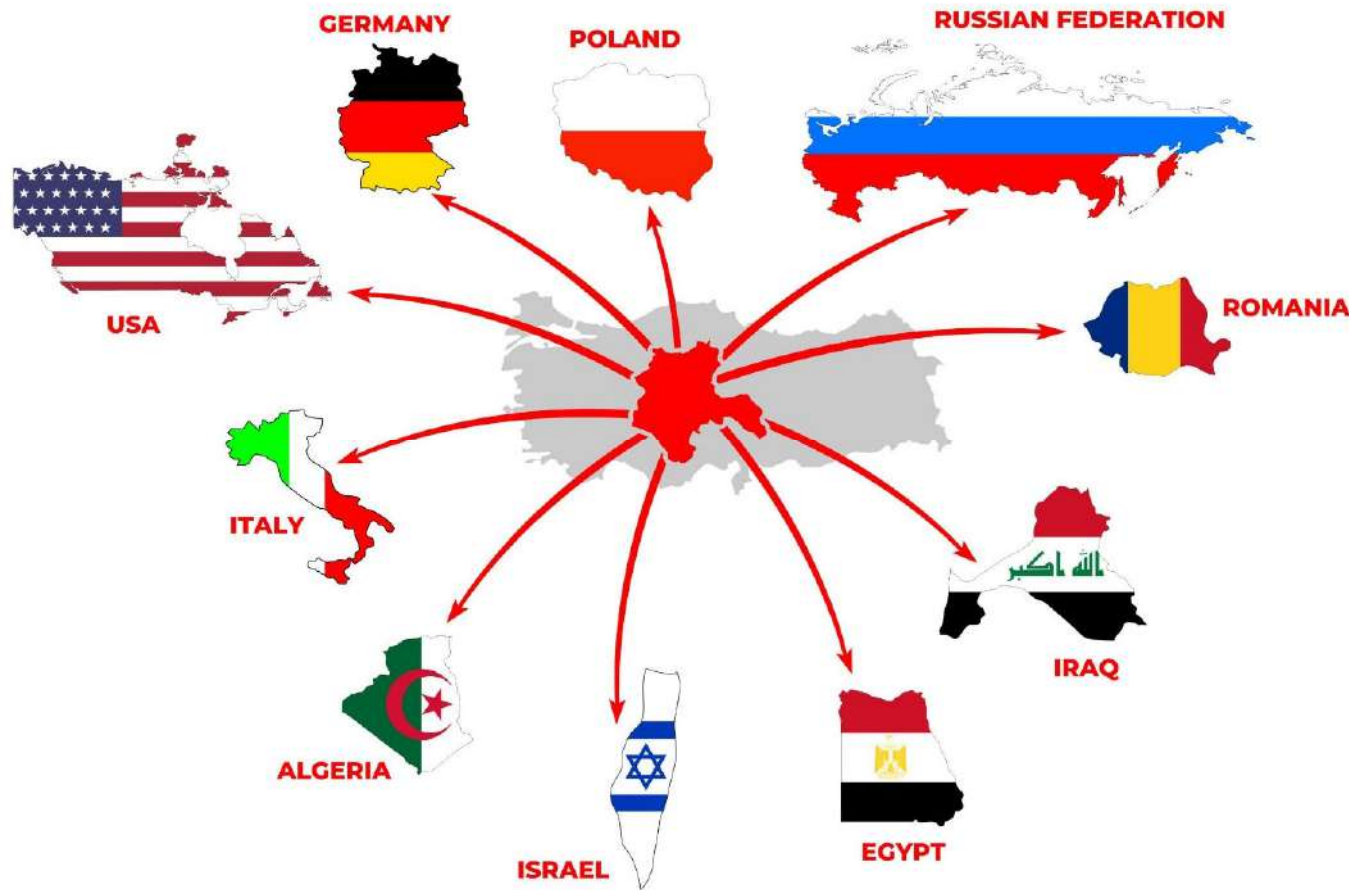 GERMANY
POLAND
RUSSIAN FEDERATION
USA
ROMANIA
ITALY
الله اكبر
IRAQ
ALGERIA
ISRAEL
EGYPT